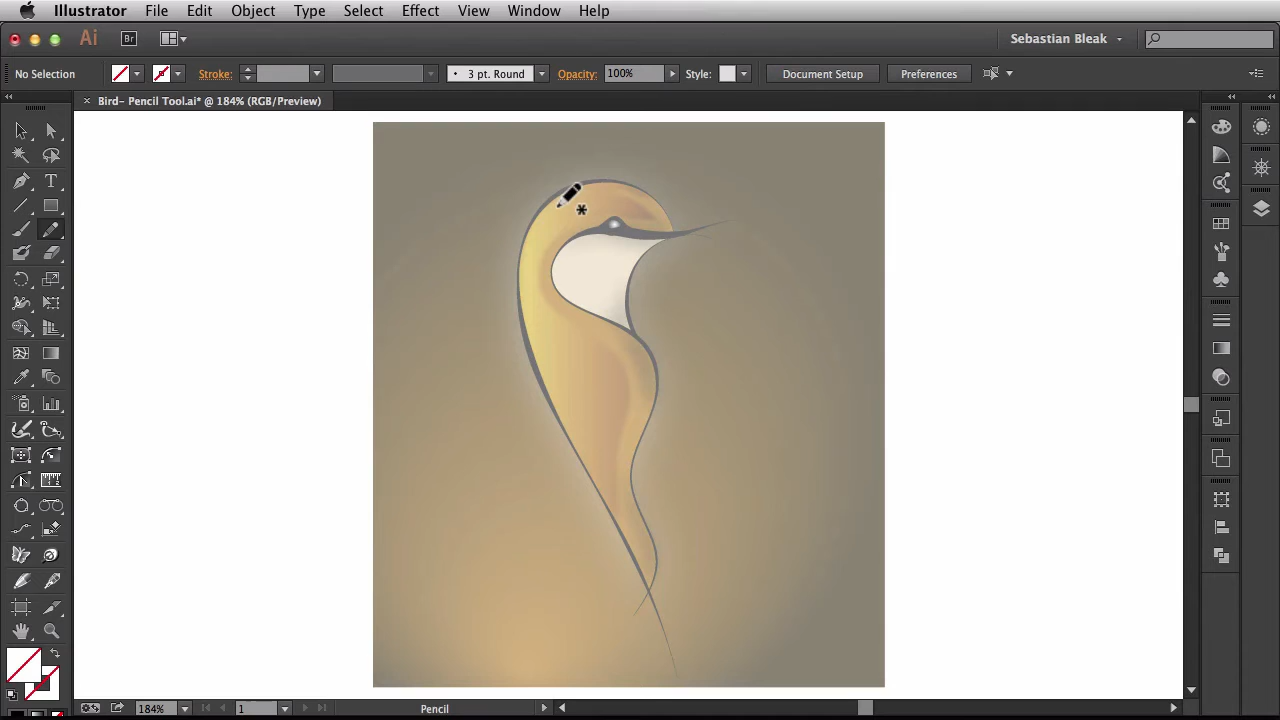 Illustrator File Edit Object Type Select Effect View Window Help
Ai Br Sebastian Bleak
No Selection Stroke: 3 pt. Round Opacity: 100% Style: Document Setup Preferences
× Bird- Pencil Tool.ai* @ 184% (RGB/Preview)
T
184% 1 Pencil